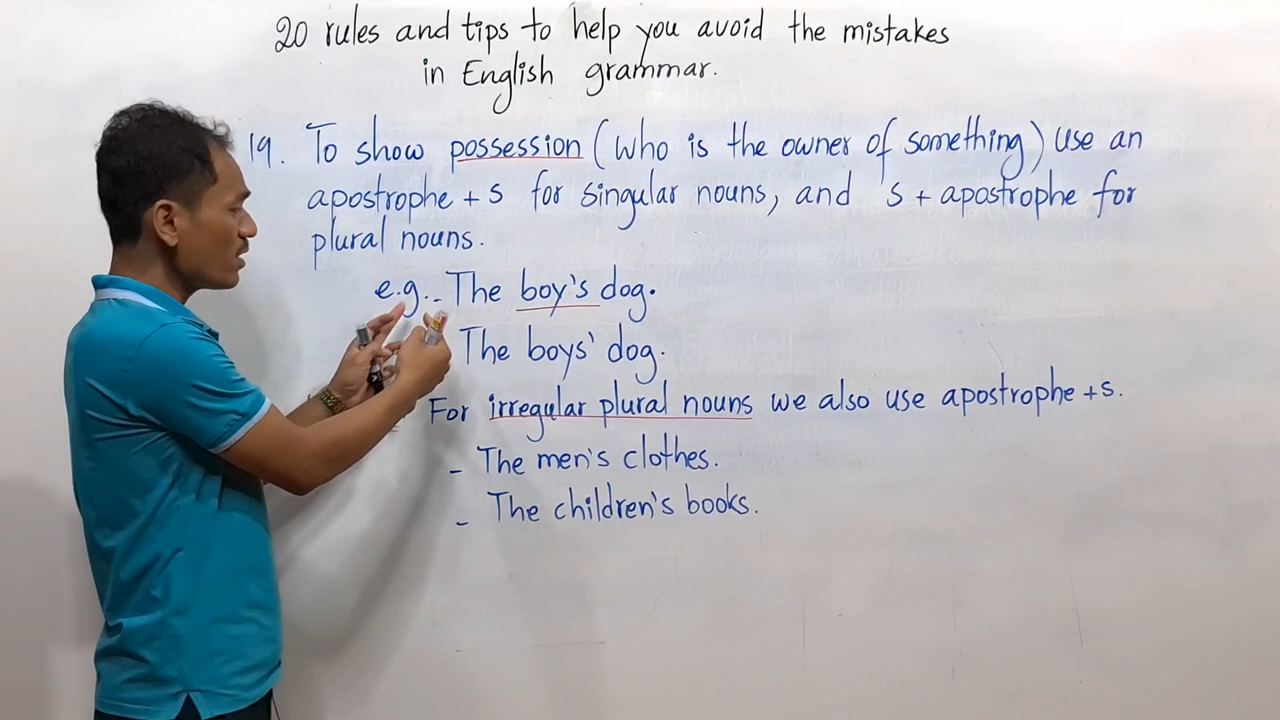 20 rules and tips to help you avoid the mistakes
in English grammar.
19. To show possession (who is the owner of something) use an
apostrophe + s for singular nouns, and s + apostrophe for
plural nouns.
e.g. - The boy's dog.
The boys' dog.
For irregular plural nouns we also use apostrophe + s.
- The men's clothes.
- The children's books.